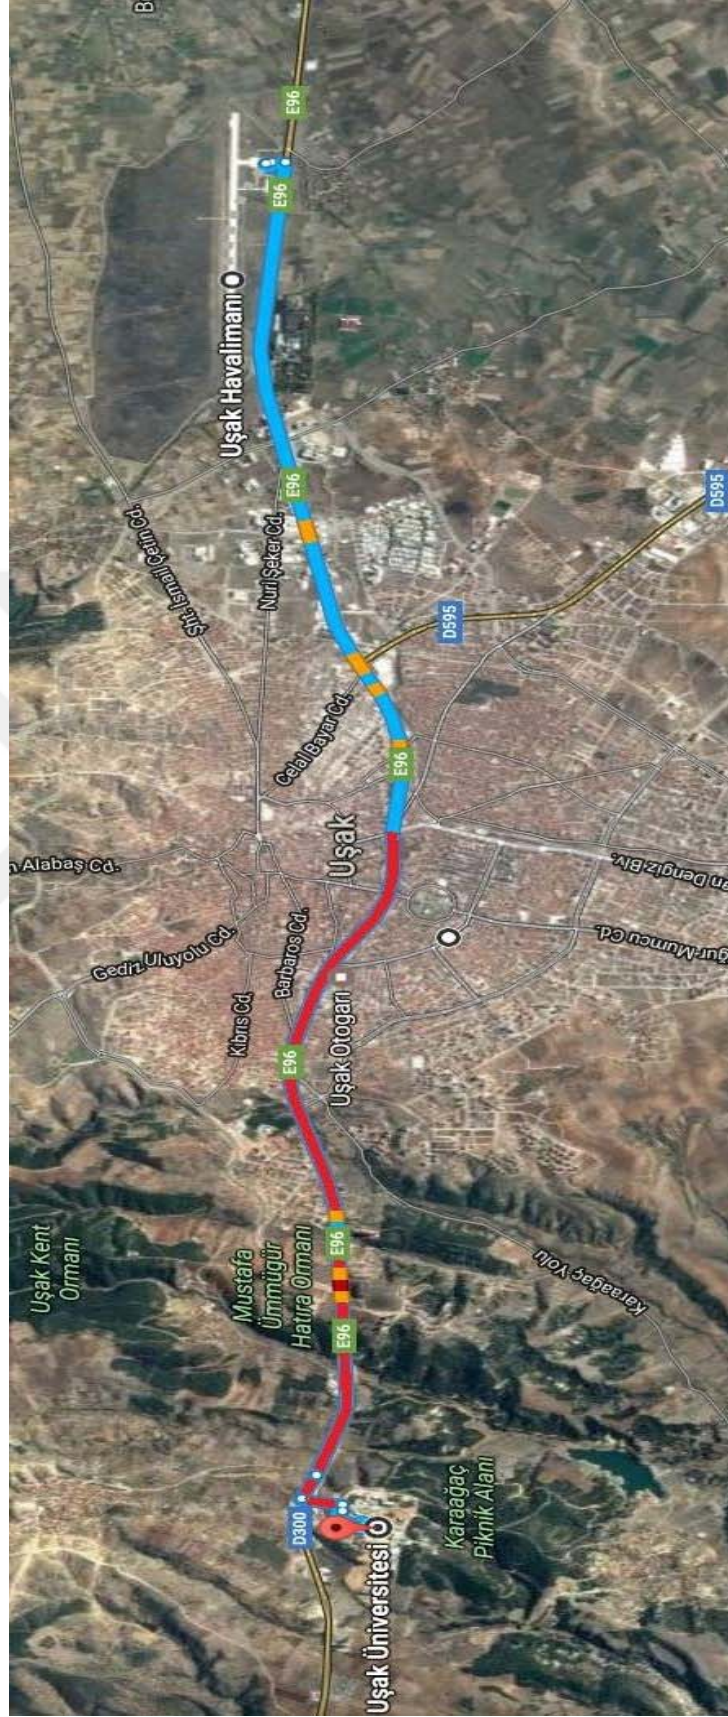 E96
E96
Uşak Havalimanı
E96
D595
Şht. İsmail Çetin Cd.
Nuri Şeker Cd.
D595
Celal Bayar Cd.
E96
Uşak
Alabaş Cd.
Dengiz Blv.
Gediz Uluyolu Cd.
Barbaros Cd.
Mumcu Cd.
Kıbrıs Cd.
E96
Uşak Otogarı
Uşak Kent
Ormanı
Mustafa
Ümmügür
Hatıra Ormanı
E96
Karaağaç Yolu
E96
D300
Karaağaç
Piknik Alanı
Uşak Üniversitesi